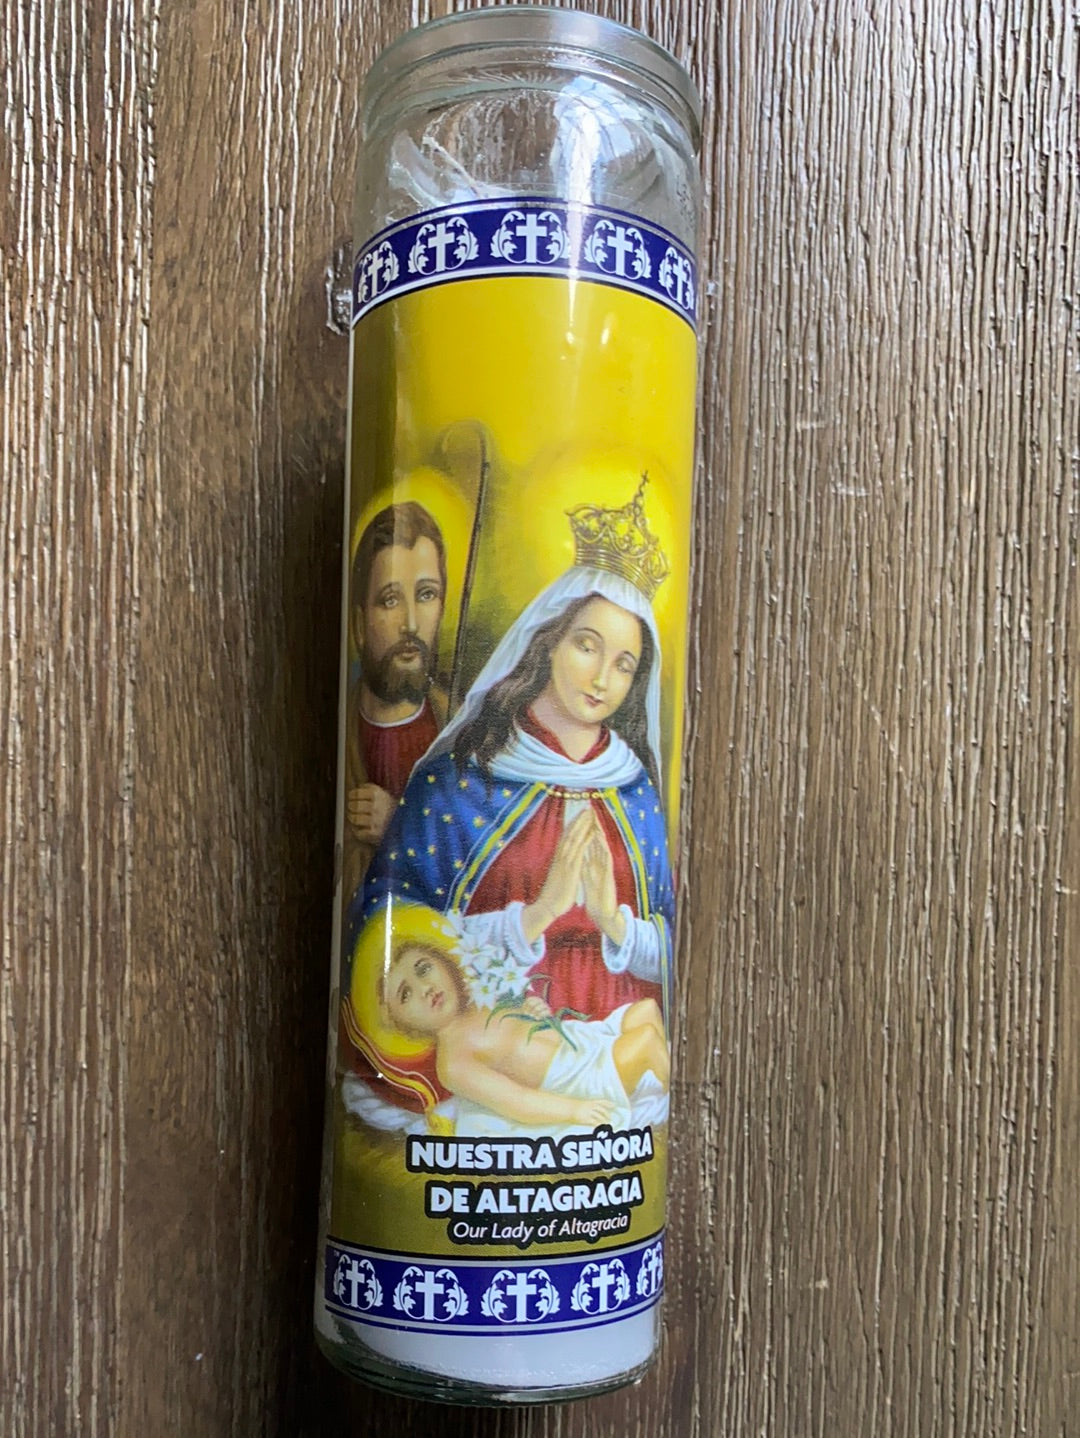 NUESTRA SEÑORA
DE ALTAGRACIA
Our Lady of Altagracia